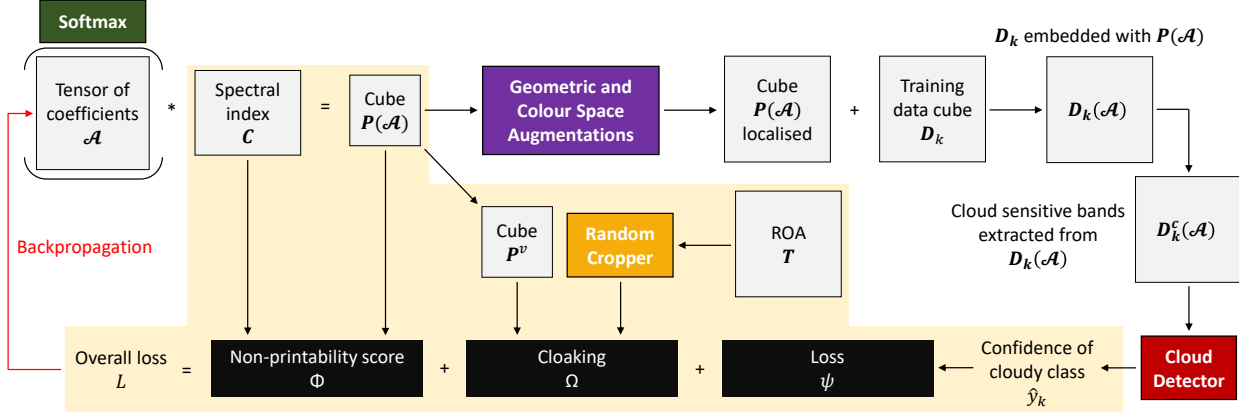 Softmax
Tensor of
coefficients
𝓐
*
Spectral
index
C
=
Cube
P(𝓐)
Geometric and
Colour Space
Augmentations
Cube
P(𝓐)
localised
+
Training
data cube
D_k
D_k embedded with P(𝓐)
D_k(𝓐)
Backpropagation
Cube
P^v
Random
Cropper
ROA
T
Cloud sensitive bands
extracted from
D_k(𝓐)
D_k^c(𝓐)
Overall loss
L
=
Non-printability score
Φ
+
Cloaking
Ω
+
Loss
ψ
Confidence of
cloudy class
ŷ_k
Cloud
Detector